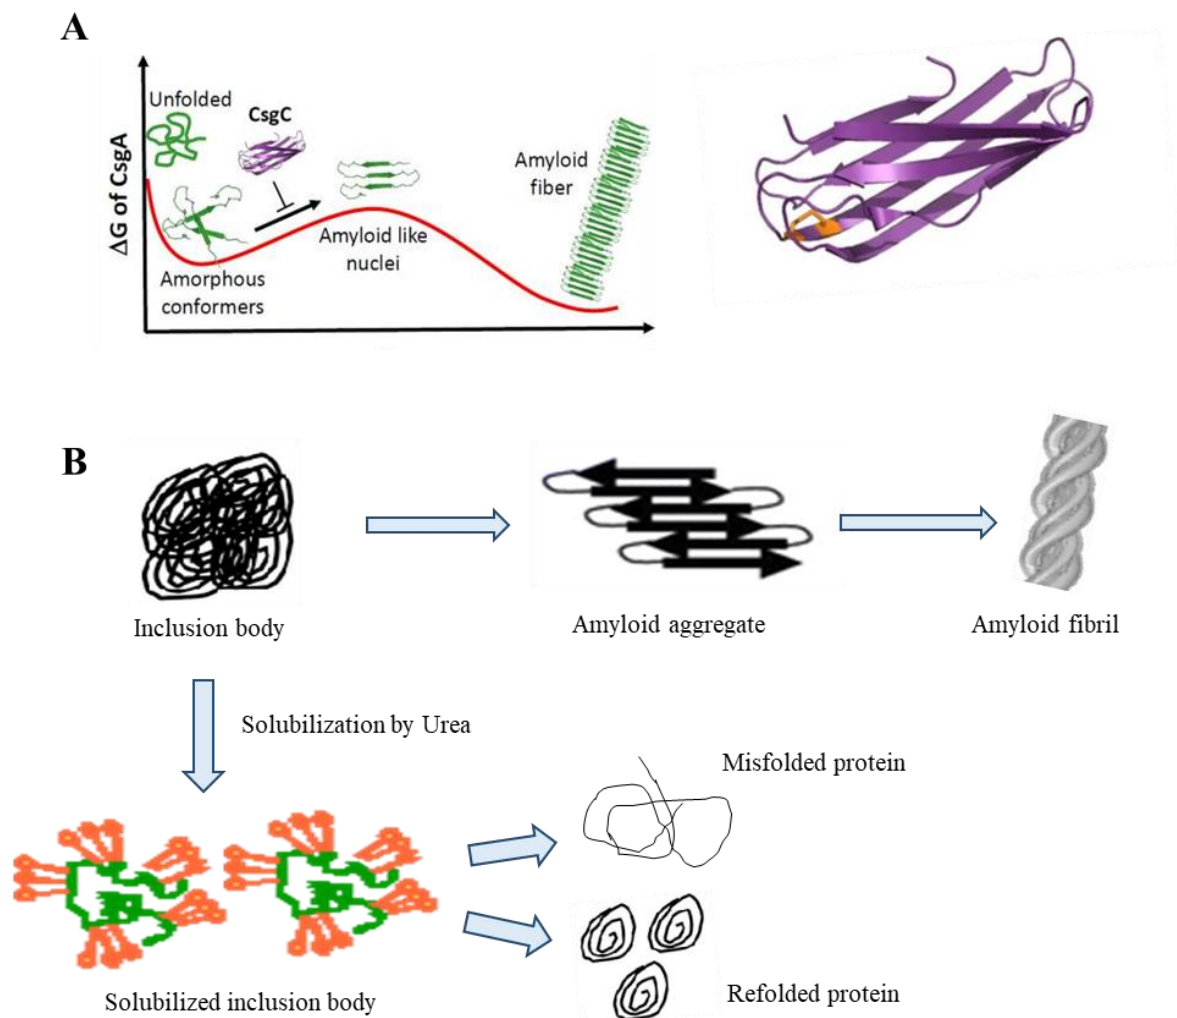 A
Unfolded
CsgC
Amyloid
fiber
ΔG of CsgA
Amyloid like
nuclei
Amorphous
conformers
B
Inclusion body
Amyloid aggregate
Amyloid fibril
Solubilization by Urea
Misfolded protein
Solubilized inclusion body
Refolded protein